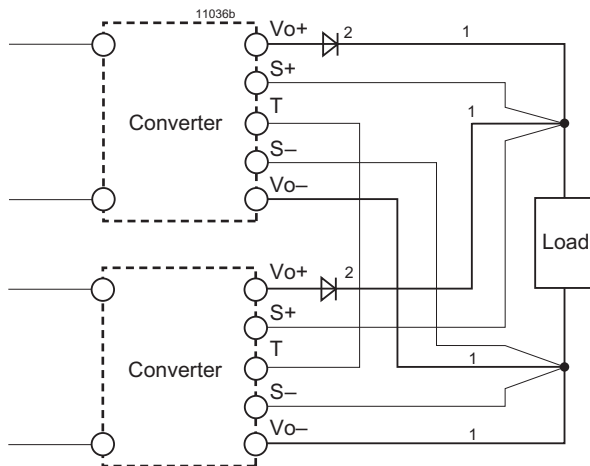 11036b
Vo+
2
1
S+
T
1
Converter
S–
Vo–
Load
Vo+
2
S+
T
Converter
1
S–
Vo–
1